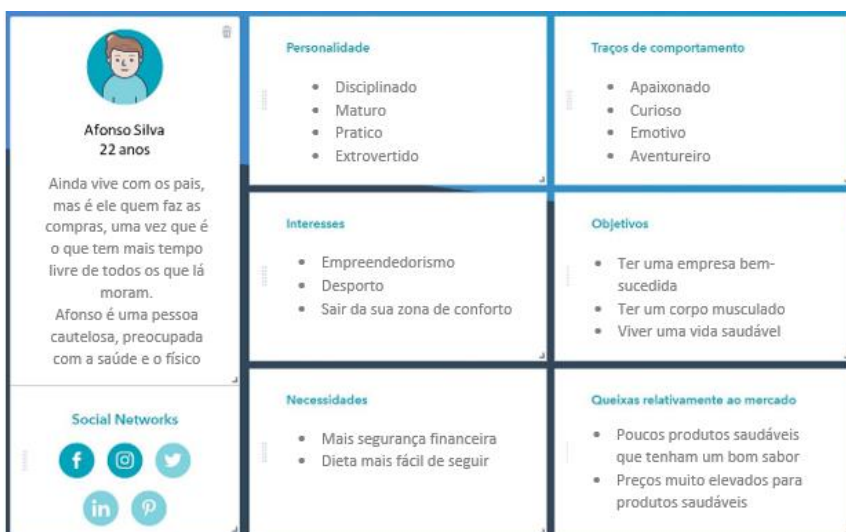 Afonso Silva
22 anos
Ainda vive com os pais,
mas é ele quem faz as
compras, uma vez que é
o que tem mais tempo
livre de todos os que lá
moram.
Afonso é uma pessoa
cautelosa, preocupada
com a saúde e o físico
Social Networks
f
in
Personalidade
• Disciplinado
• Maturo
• Pratico
• Extrovertido
Traços de comportamento
• Apaixonado
• Curioso
• Emotivo
• Aventureiro
Interesses
• Empreendedorismo
• Desporto
• Sair da sua zona de conforto
Objetivos
• Ter uma empresa bem-
sucedida
• Ter um corpo musculado
• Viver uma vida saudável
Necessidades
• Mais segurança financeira
• Dieta mais fácil de seguir
Queixas relativamente ao mercado
• Poucos produtos saudáveis
que tenham um bom sabor
• Preços muito elevados para
produtos saudáveis